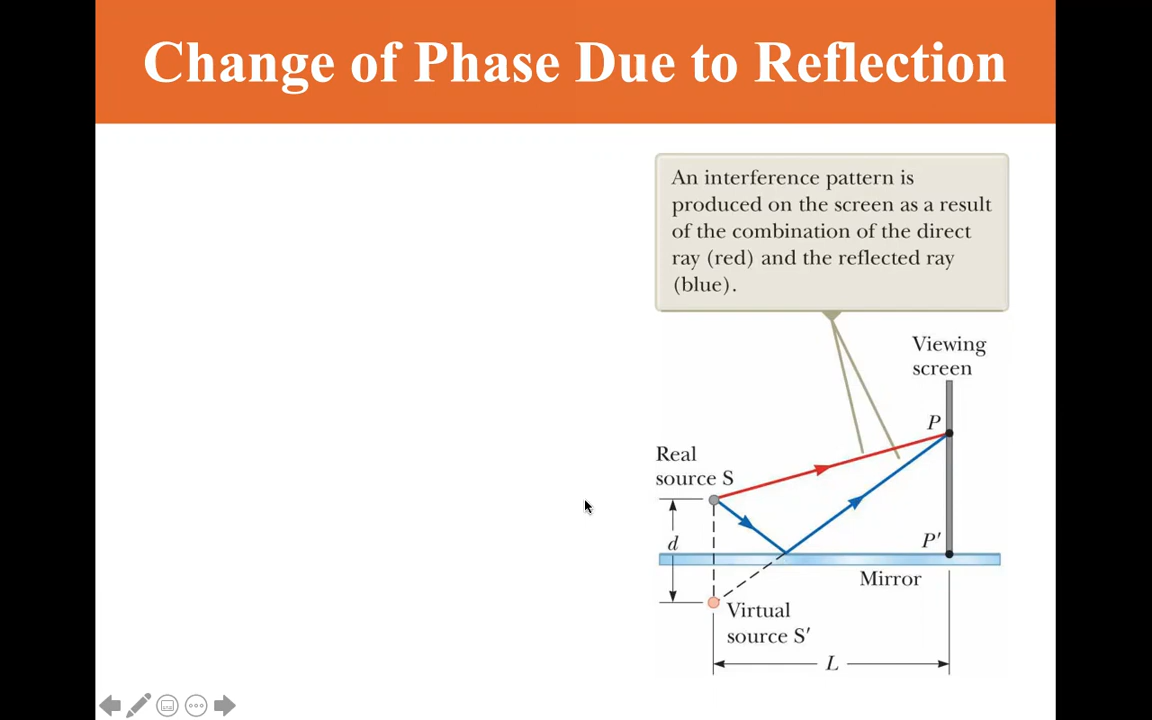 Change of Phase Due to Reflection
An interference pattern is
produced on the screen as a result
of the combination of the direct
ray (red) and the reflected ray
(blue).
Viewing
screen
P
Real
source S
d
P′
Mirror
Virtual
source S′
L